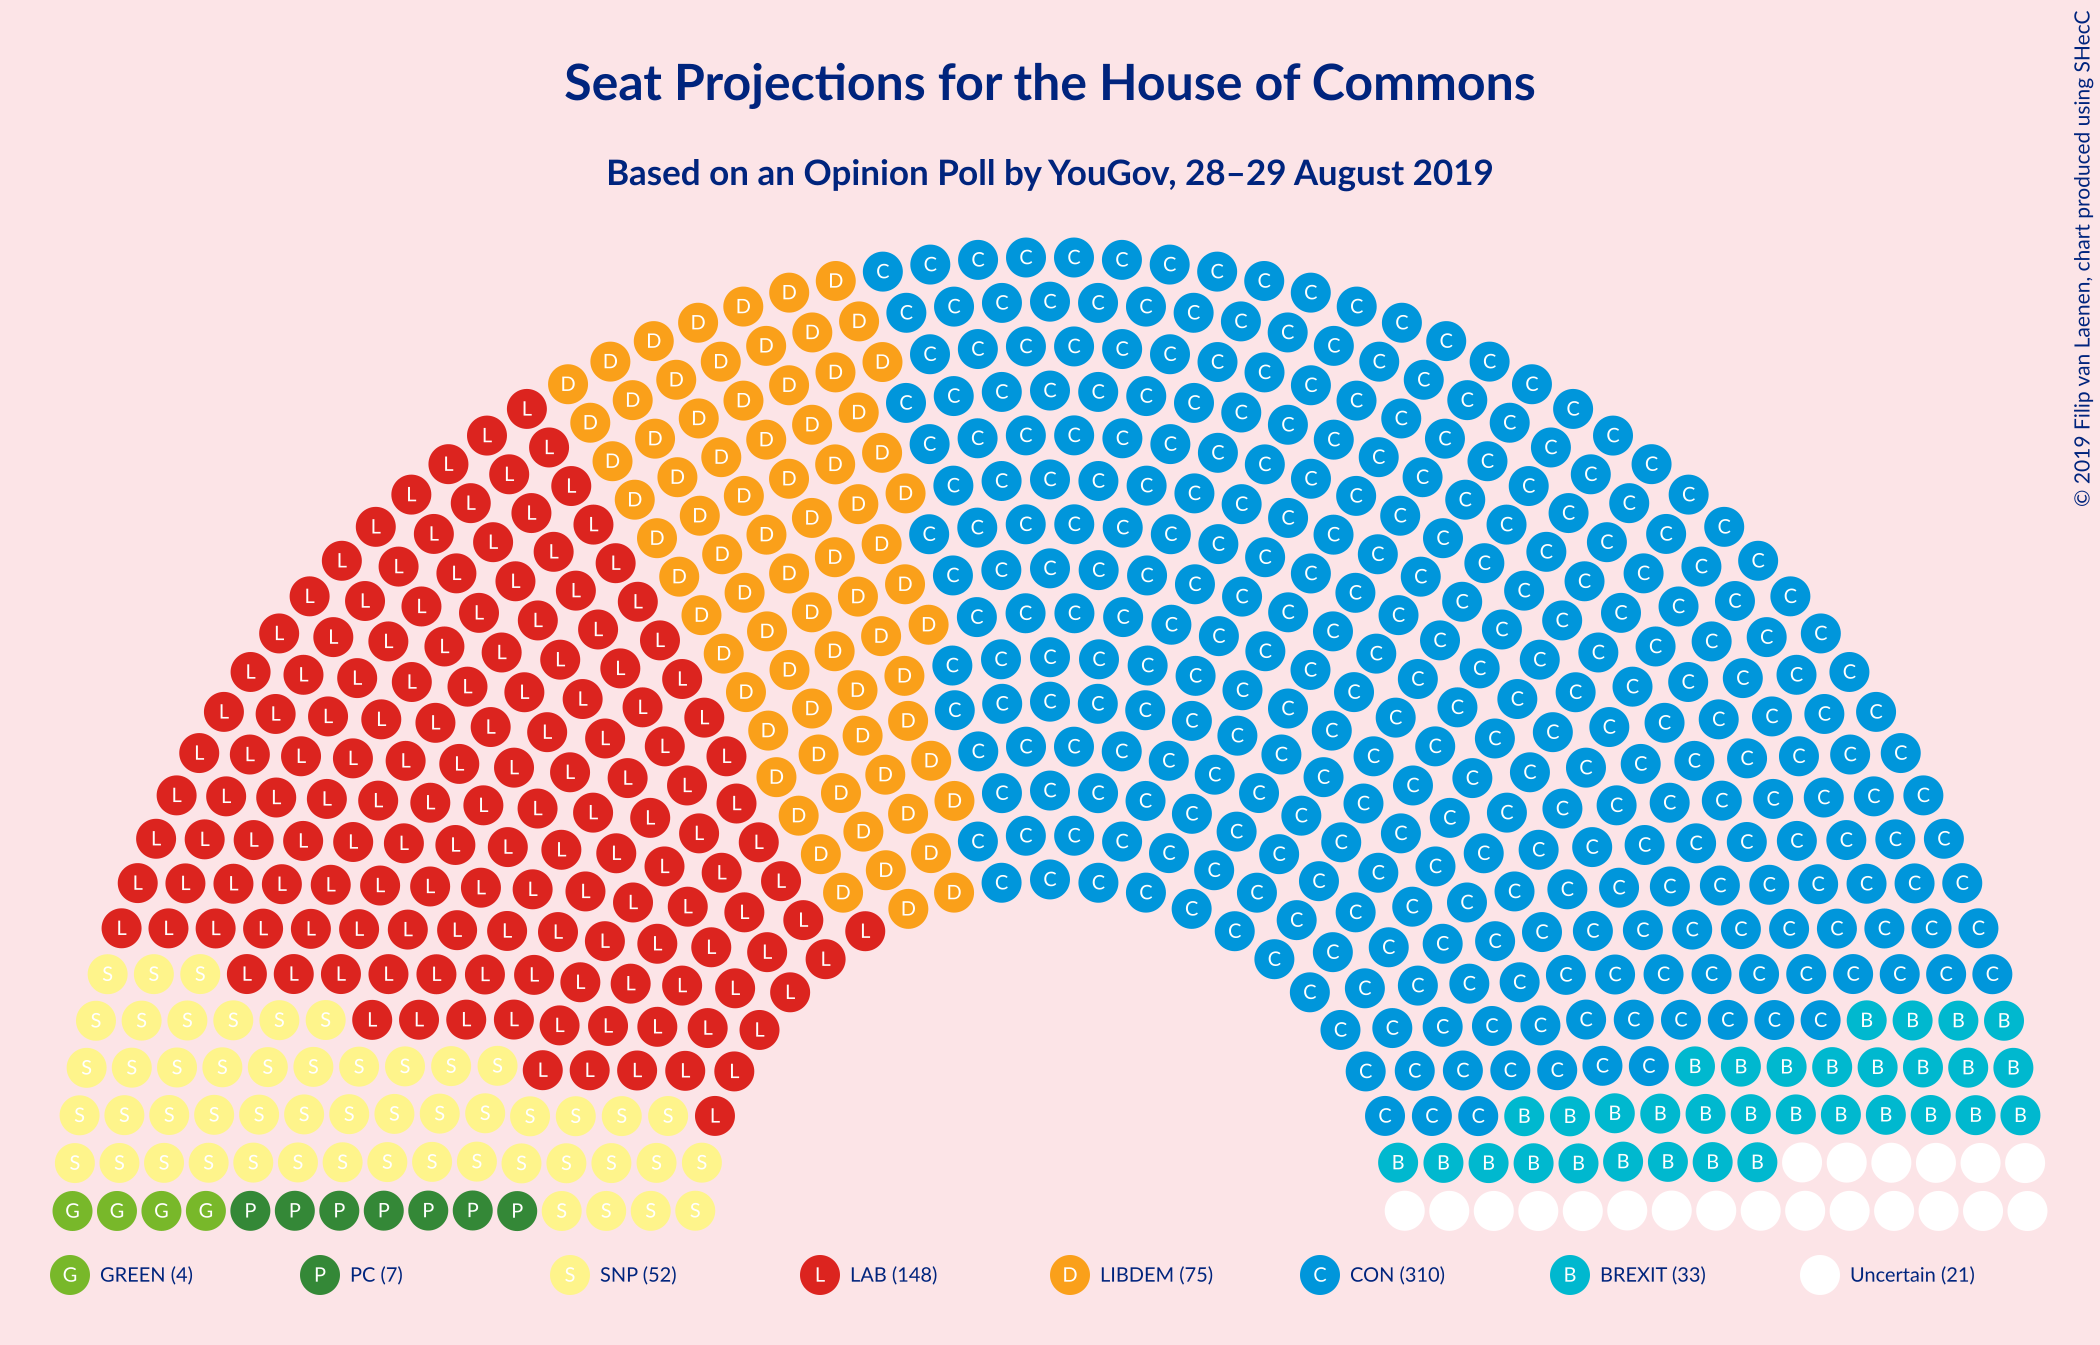 Seat Projections for the House of Commons
Based on an Opinion Poll by YouGov, 28–29 August 2019
© 2019 Filip van Laenen, chart produced using SHecC
G GREEN (4)
P PC (7)
S SNP (52)
L LAB (148)
D LIBDEM (75)
C CON (310)
B BREXIT (33)
Uncertain (21)